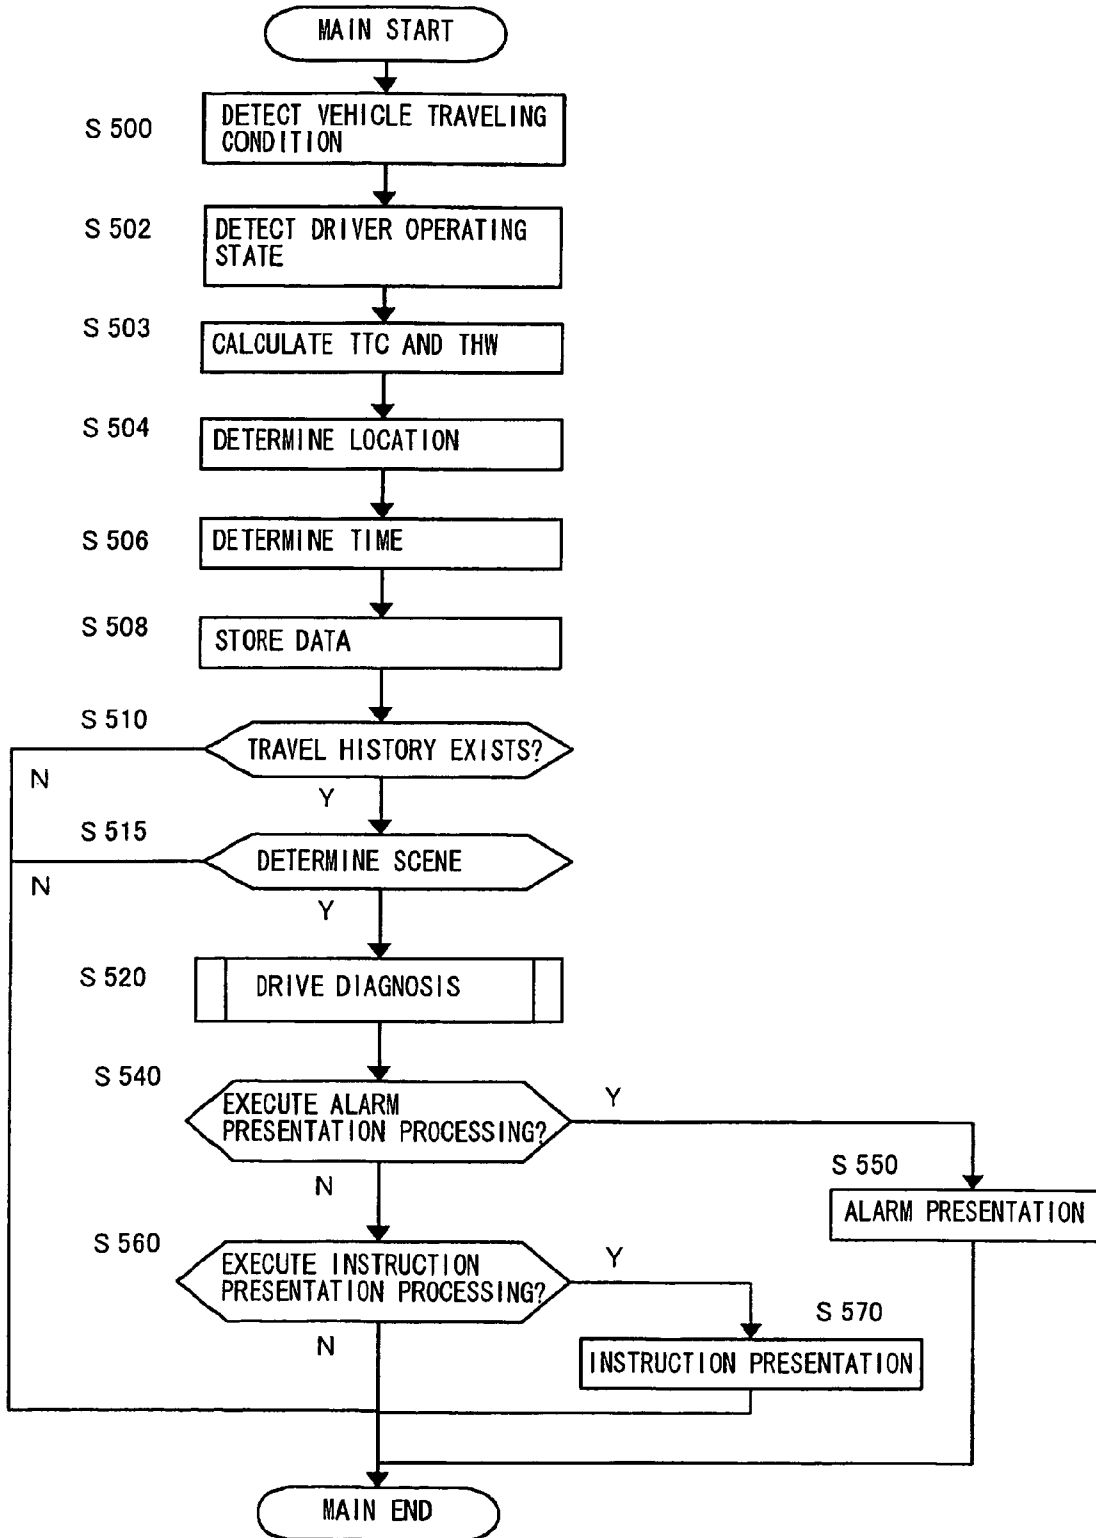 MAIN START
S 500
DETECT VEHICLE TRAVELING
CONDITION
S 502
DETECT DRIVER OPERATING
STATE
S 503
CALCULATE TTC AND THW
S 504
DETERMINE LOCATION
S 506
DETERMINE TIME
S 508
STORE DATA
S 510
TRAVEL HISTORY EXISTS?
N
Y
S 515
DETERMINE SCENE
N
Y
S 520
DRIVE DIAGNOSIS
S 540
EXECUTE ALARM
PRESENTATION PROCESSING?
Y
N
S 550
ALARM PRESENTATION
S 560
EXECUTE INSTRUCTION
PRESENTATION PROCESSING?
Y
N
S 570
INSTRUCTION PRESENTATION
MAIN END